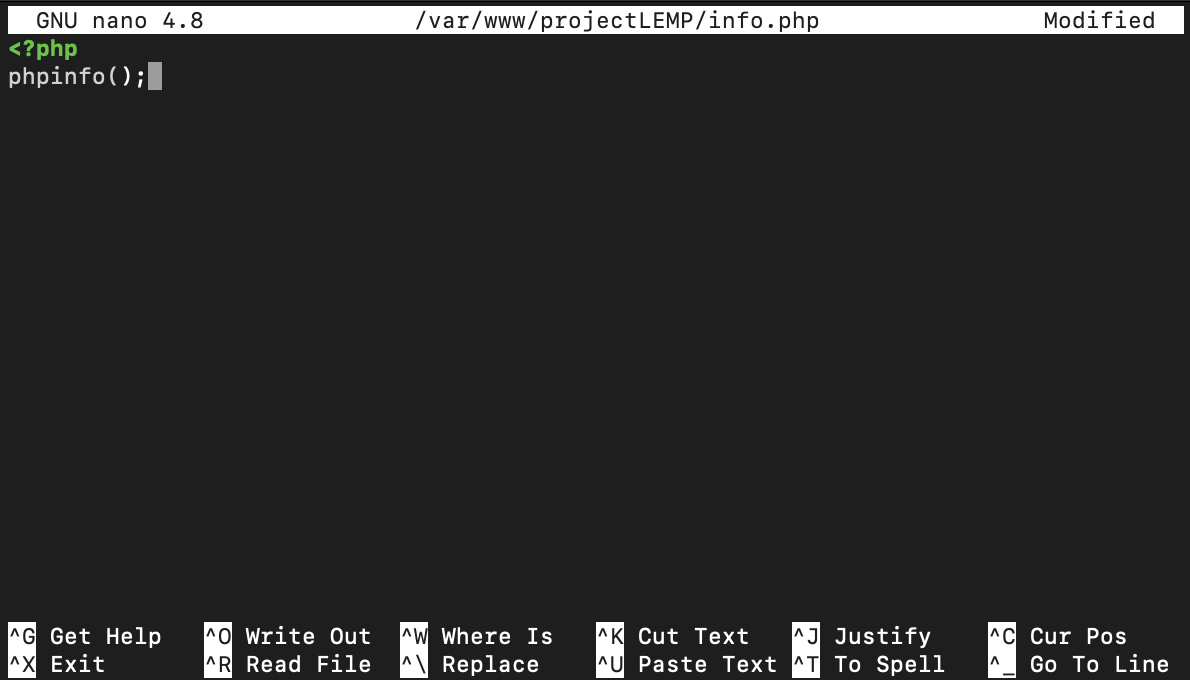 GNU nano 4.8 /var/www/projectLEMP/info.php Modified
<?php
phpinfo();
^G Get Help ^O Write Out ^W Where Is ^K Cut Text ^J Justify ^C Cur Pos
^X Exit ^R Read File ^\ Replace ^U Paste Text ^T To Spell ^_ Go To Line